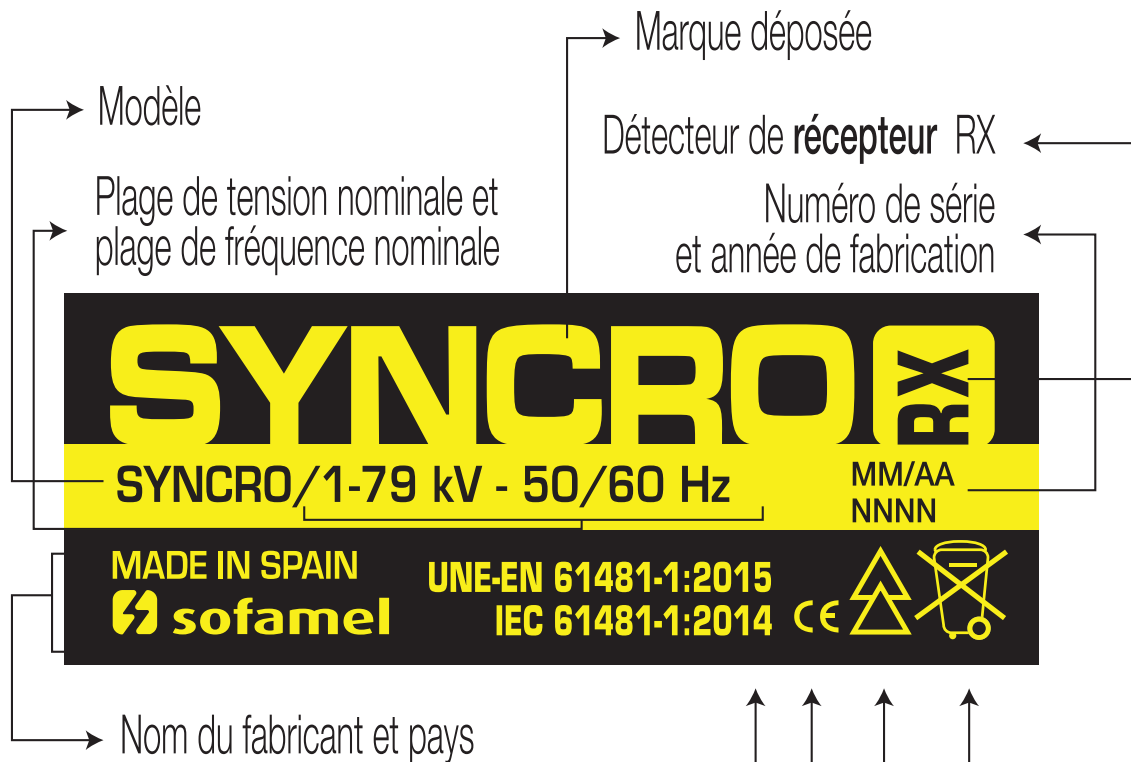 Marque déposée
Modèle
Détecteur de récepteur RX
Plage de tension nominale et
plage de fréquence nominale
Numéro de série
et année de fabrication
SYNCRO RX
SYNCRO/1-79 kV - 50/60 Hz
MM/AA
NNNN
MADE IN SPAIN
sofamel
UNE-EN 61481-1:2015
IEC 61481-1:2014
CE
Nom du fabricant et pays